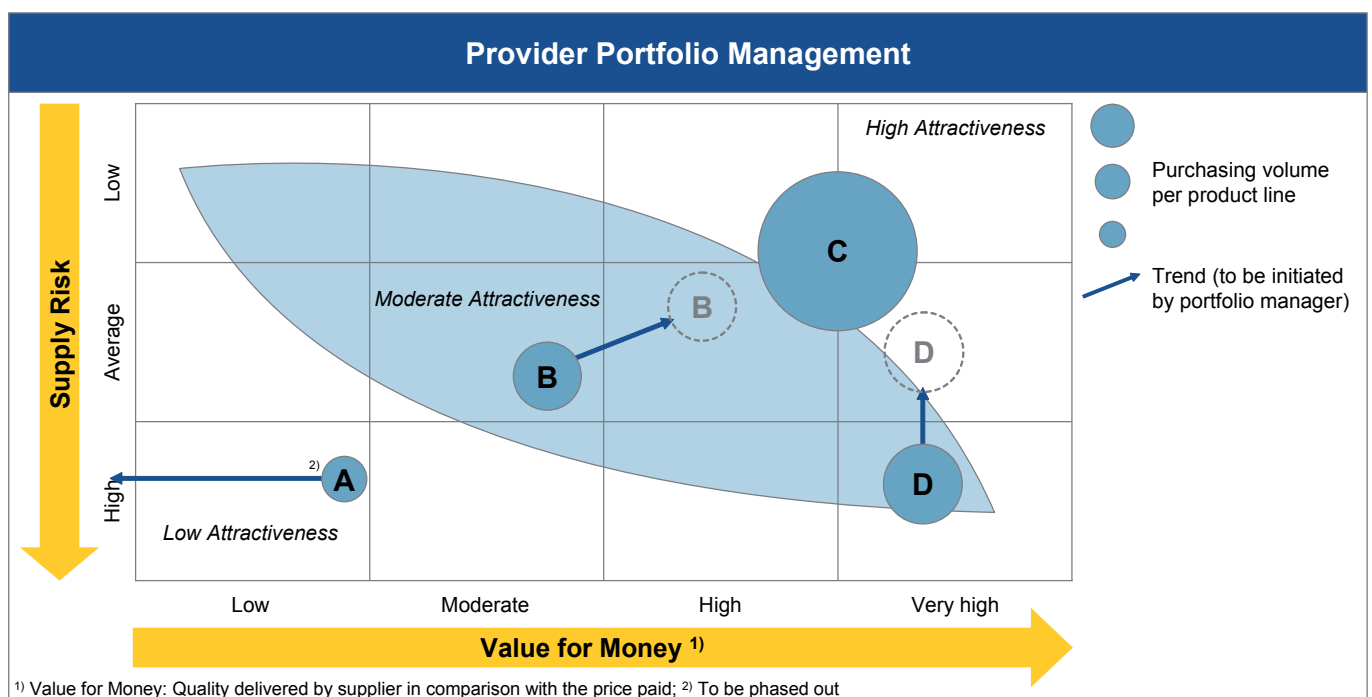 Provider Portfolio Management
Supply Risk
Low
Average
High
High Attractiveness
Moderate Attractiveness
Low Attractiveness
C
B
B
D
D
2)
A
Purchasing volume
per product line
Trend (to be initiated
by portfolio manager)
Low
Moderate
High
Very high
Value for Money 1)
1) Value for Money: Quality delivered by supplier in comparison with the price paid; 2) To be phased out